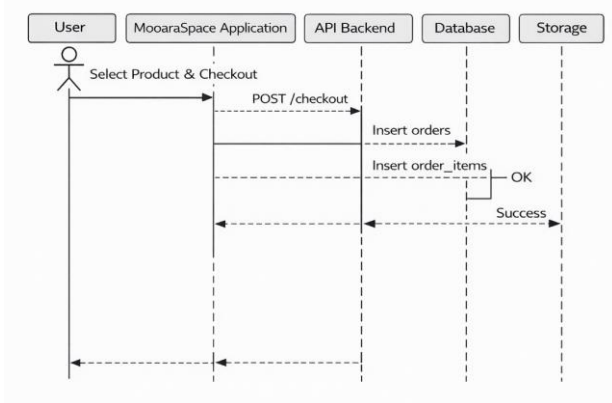 User
MooaraSpace Application
API Backend
Database
Storage
Select Product & Checkout
POST /checkout
Insert orders
Insert order_items
OK
Success